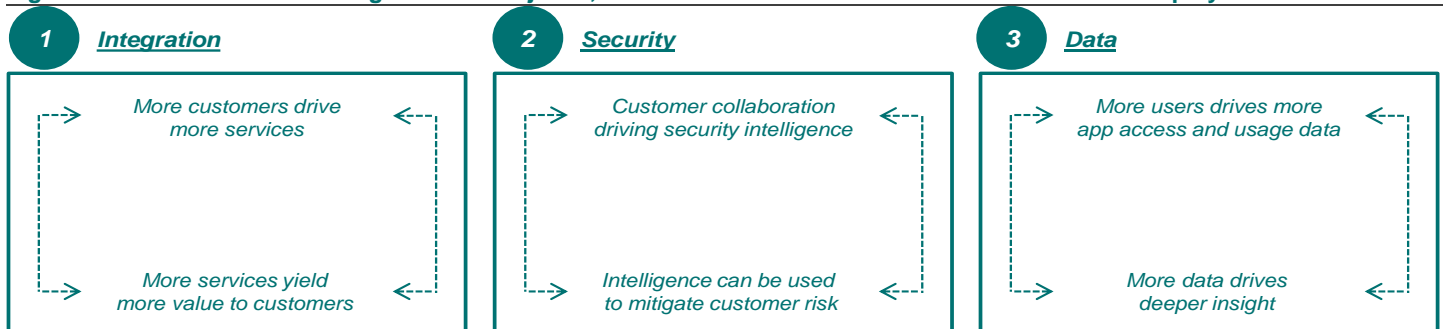 1 Integration
2 Security
3 Data
More customers drive
more services
More services yield
more value to customers
Customer collaboration
driving security intelligence
Intelligence can be used
to mitigate customer risk
More users drives more
app access and usage data
More data drives
deeper insight